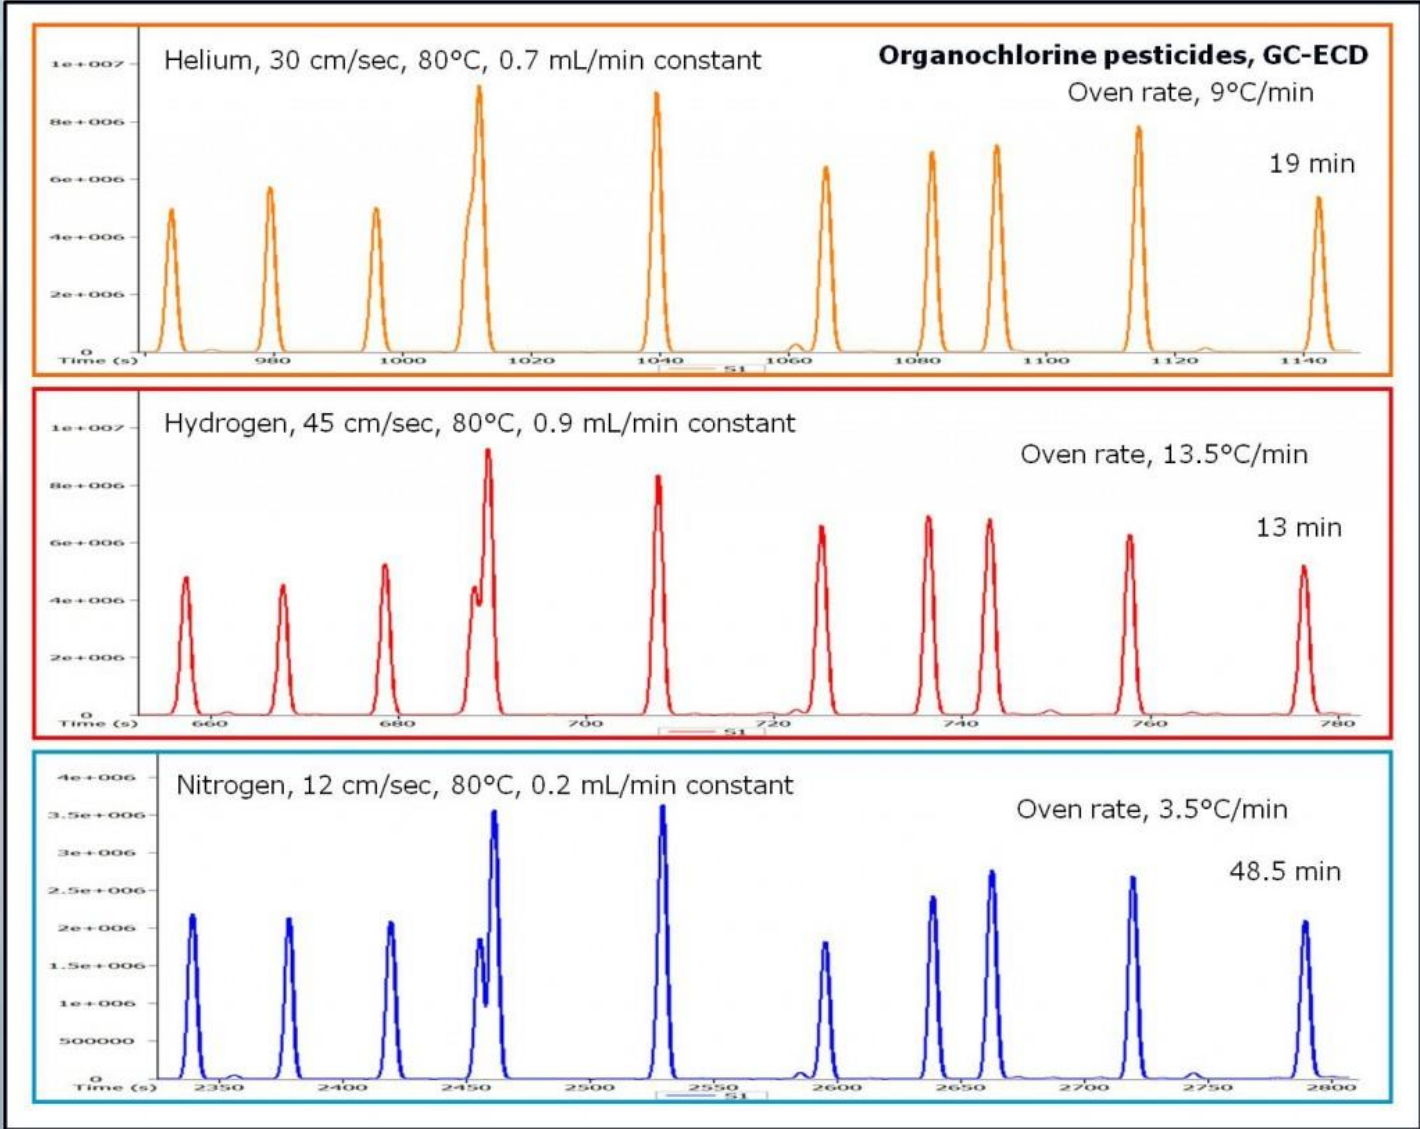 Helium, 30 cm/sec, 80°C, 0.7 mL/min constant
Organochlorine pesticides, GC-ECD
Oven rate, 9°C/min
19 min
1e+007
8e+006
6e+006
4e+006
2e+006
0
Time (s)
980 1000 1020 1040 1060 1080 1100 1120 1140
S1
Hydrogen, 45 cm/sec, 80°C, 0.9 mL/min constant
Oven rate, 13.5°C/min
13 min
1e+007
8e+006
6e+006
4e+006
2e+006
0
Time (s)
660 680 700 720 740 760 780
S1
Nitrogen, 12 cm/sec, 80°C, 0.2 mL/min constant
Oven rate, 3.5°C/min
48.5 min
4e+006
3.5e+006
3e+006
2.5e+006
2e+006
1.5e+006
1e+006
500000
0
Time (s)
2350 2400 2450 2500 2550 2600 2650 2700 2750 2800
S1